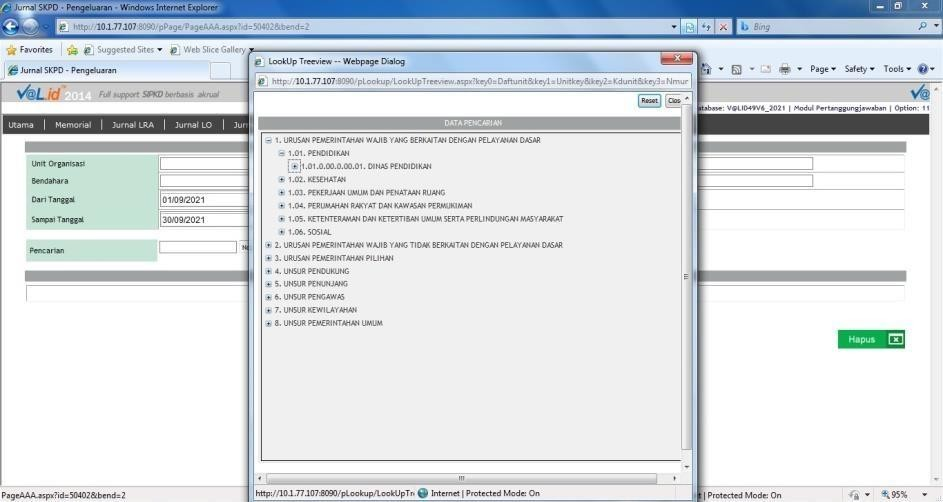 Jurnal SKPD - Pengeluaran - Windows Internet Explorer
http://10.1.77.107:8090/pPage/PageAAA.aspx?id=50402&bend=2
Bing
Favorites Suggested Sites Web Slice Gallery
Jurnal SKPD - Pengeluaran
Page Safety Tools
V@L.id 2014 Full support SIPKD berbasis akrual
V@
atabase: V@LID49V6_2021 | Modul Pertanggungjawaban | Option: 11
Utama | Memorial | Jurnal LRA | Jurnal LO | Jur
Unit Organisasi
Bendahara
Dari Tanggal 01/09/2021
Sampai Tanggal 30/09/2021
Pencarian
Hapus
LookUp Treeview -- Webpage Dialog
http://10.1.77.107:8090/pLookup/LookUpTreeview.aspx?key0=Daftunit&key1=Unitkey&key2=Kdunit&key3=Nmur
Reset Clos
DATA PENCARIAN
1. URUSAN PEMERINTAHAN WAJIB YANG BERKAITAN DENGAN PELAYANAN DASAR
1.01. PENDIDIKAN
1.01.0.00.0.00.01. DINAS PENDIDIKAN
1.02. KESEHATAN
1.03. PEKERJAAN UMUM DAN PENATAAN RUANG
1.04. PERUMAHAN RAKYAT DAN KAWASAN PERMUKIMAN
1.05. KETENTERAMAN DAN KETERTIBAN UMUM SERTA PERLINDUNGAN MASYARAKAT
1.06. SOSIAL
2. URUSAN PEMERINTAHAN WAJIB YANG TIDAK BERKAITAN DENGAN PELAYANAN DASAR
3. URUSAN PEMERINTAHAN PILIHAN
4. UNSUR PENDUKUNG
5. UNSUR PENUNJANG
6. UNSUR PENGAWAS
7. UNSUR KEWILAYAHAN
8. UNSUR PEMERINTAHAN UMUM
http://10.1.77.107:8090/pLookup/LookUpTr Internet | Protected Mode: On
PageAAA.aspx?id=50402&bend=2
t | Protected Mode: On 95%